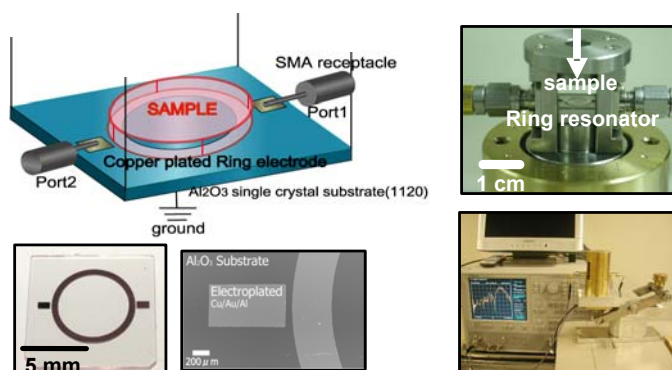 SMA receptacle
SAMPLE
Port1
Copper plated Ring electrode
Port2
Al2O3 single crystal substrate(1120)
ground
sample
Ring resonator
1 cm
5 mm
Al2O3 Substrate
Electroplated
Cu/Au/Al
200 μm